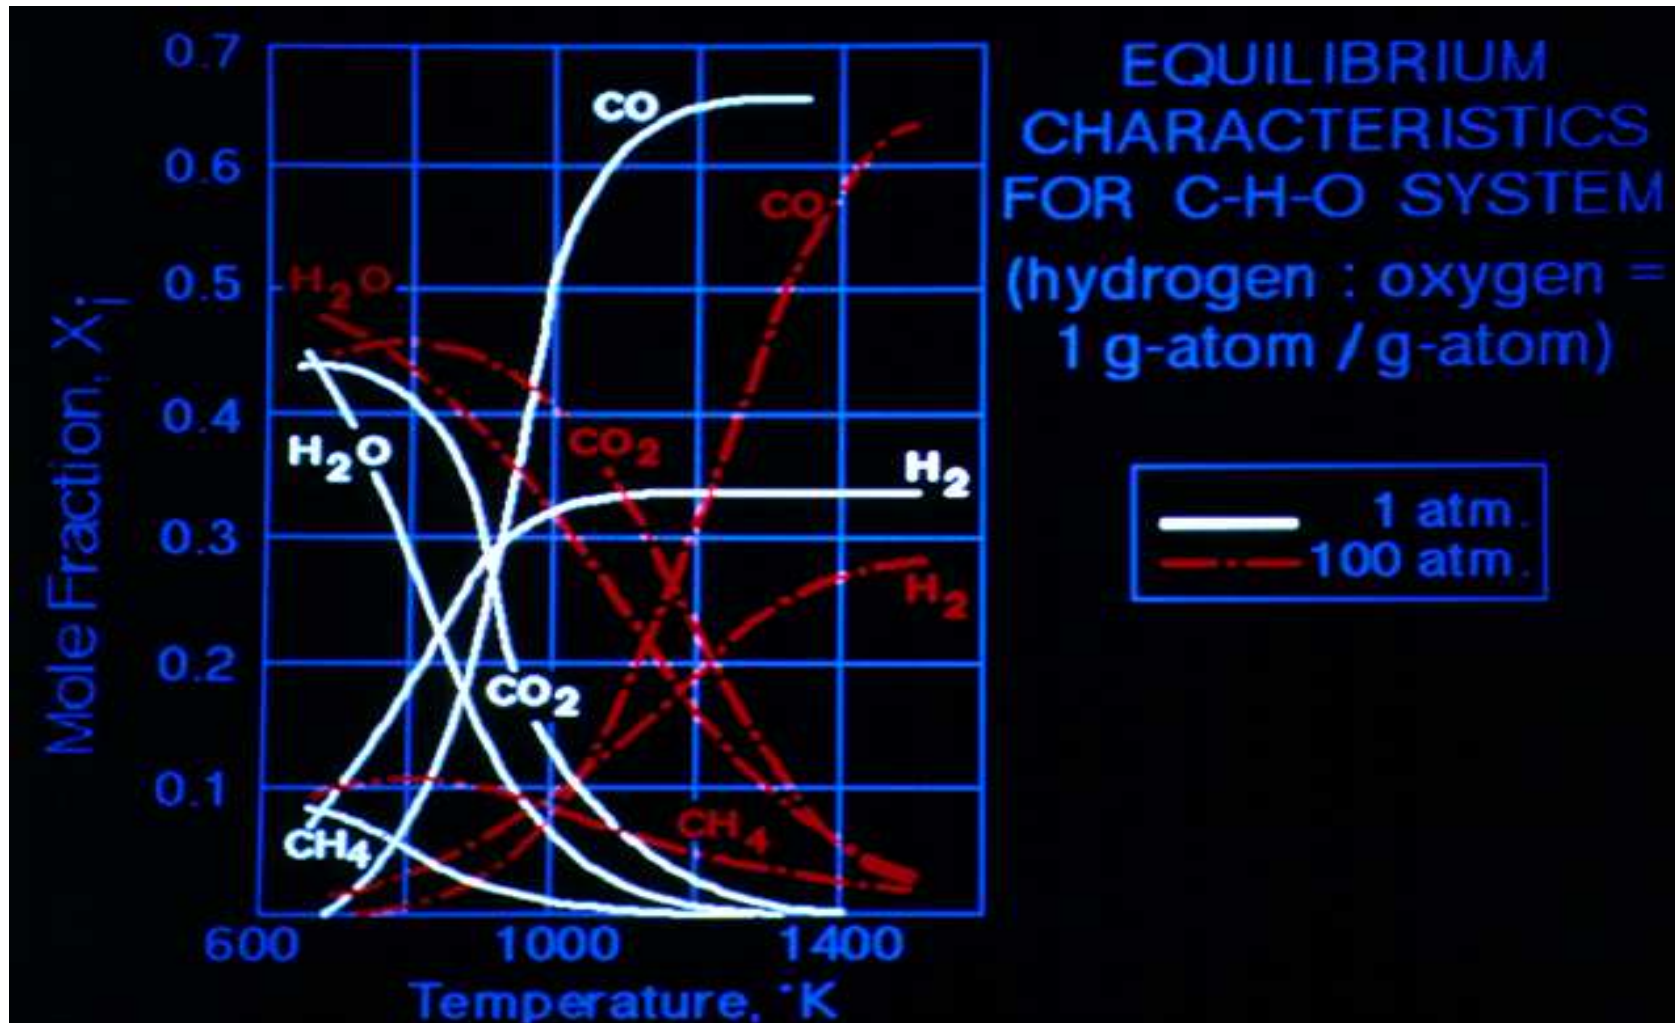 EQUILIBRIUM
CHARACTERISTICS
FOR C-H-O SYSTEM
(hydrogen : oxygen =
1 g-atom / g-atom)
1 atm.
100 atm.
Mole Fraction, Xi
0.7
0.6
0.5
0.4
0.3
0.2
0.1
600
1000
1400
Temperature, °K
CO
CO
H2O
H2O
CO2
H2
H2
CO2
CH4
CH4